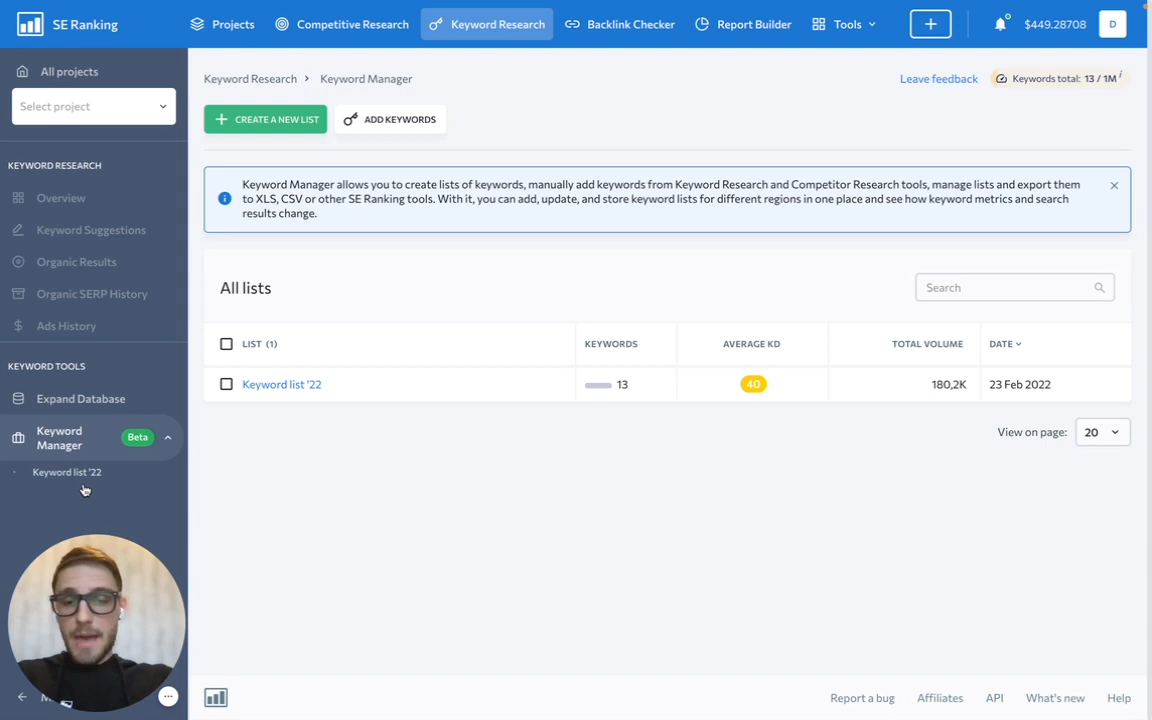 SE Ranking
Projects
Competitive Research
Keyword Research
Backlink Checker
Report Builder
Tools
$449.28708
D
All projects
Select project
KEYWORD RESEARCH
Overview
Keyword Suggestions
Organic Results
Organic SERP History
Ads History
KEYWORD TOOLS
Expand Database
Keyword
Manager
Beta
Keyword list '22
Keyword Research › Keyword Manager
Leave feedback
Keywords total: 13 / 1M i
+ CREATE A NEW LIST
ADD KEYWORDS
Keyword Manager allows you to create lists of keywords, manually add keywords from Keyword Research and Competitor Research tools, manage lists and export them
to XLS, CSV or other SE Ranking tools. With it, you can add, update, and store keyword lists for different regions in one place and see how keyword metrics and search
results change.
All lists
Search
LIST (1) KEYWORDS AVERAGE KD TOTAL VOLUME DATE
Keyword list '22 13 40 180,2K 23 Feb 2022
View on page: 20
Report a bug Affiliates API What's new Help